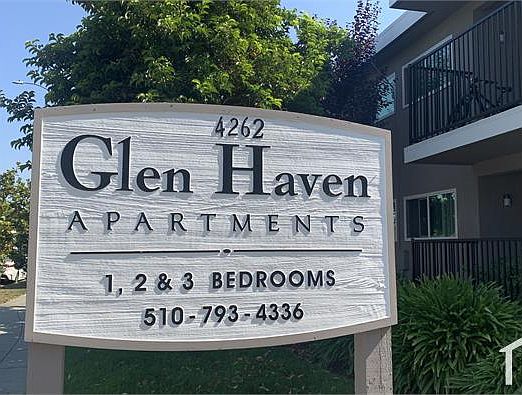 4262
Glen Haven
APARTMENTS
1, 2 & 3 BEDROOMS
510-793-4336